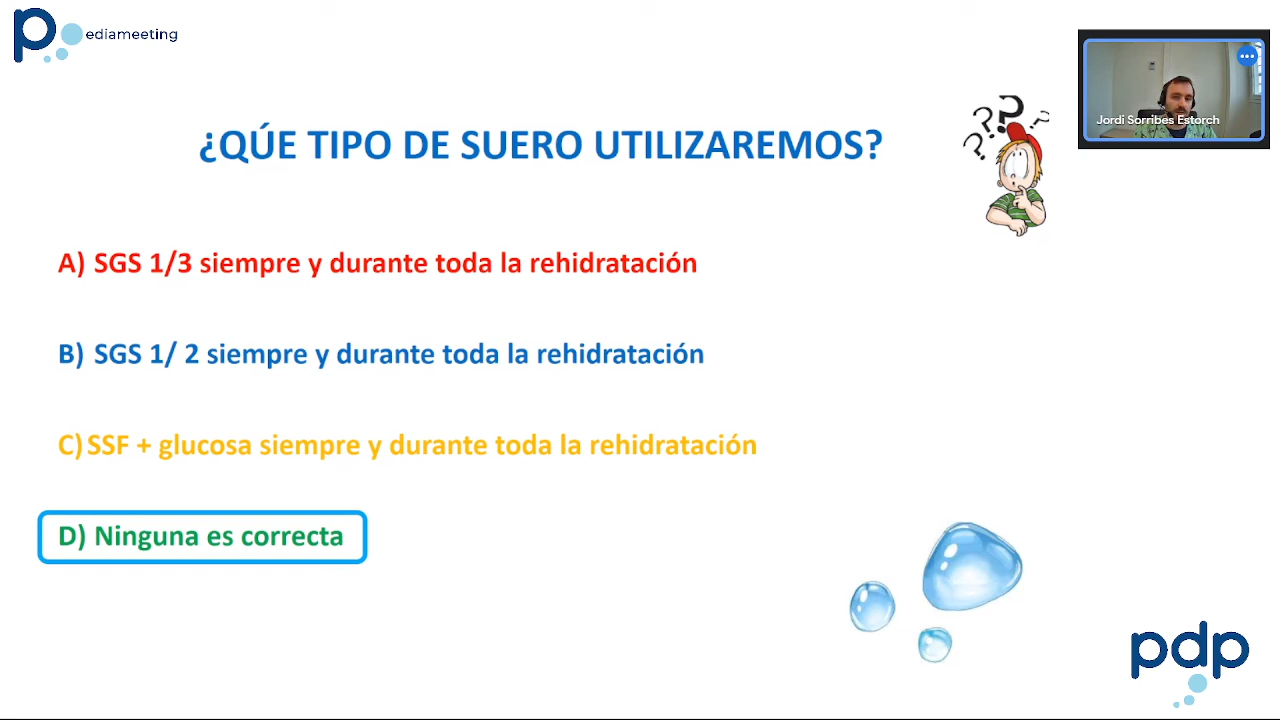 pediameeting
Jordi Sorribes Estorch
¿QÚE TIPO DE SUERO UTILIZAREMOS?
A) SGS 1/3 siempre y durante toda la rehidratación
B) SGS 1/ 2 siempre y durante toda la rehidratación
C) SSF + glucosa siempre y durante toda la rehidratación
D) Ninguna es correcta
pdp